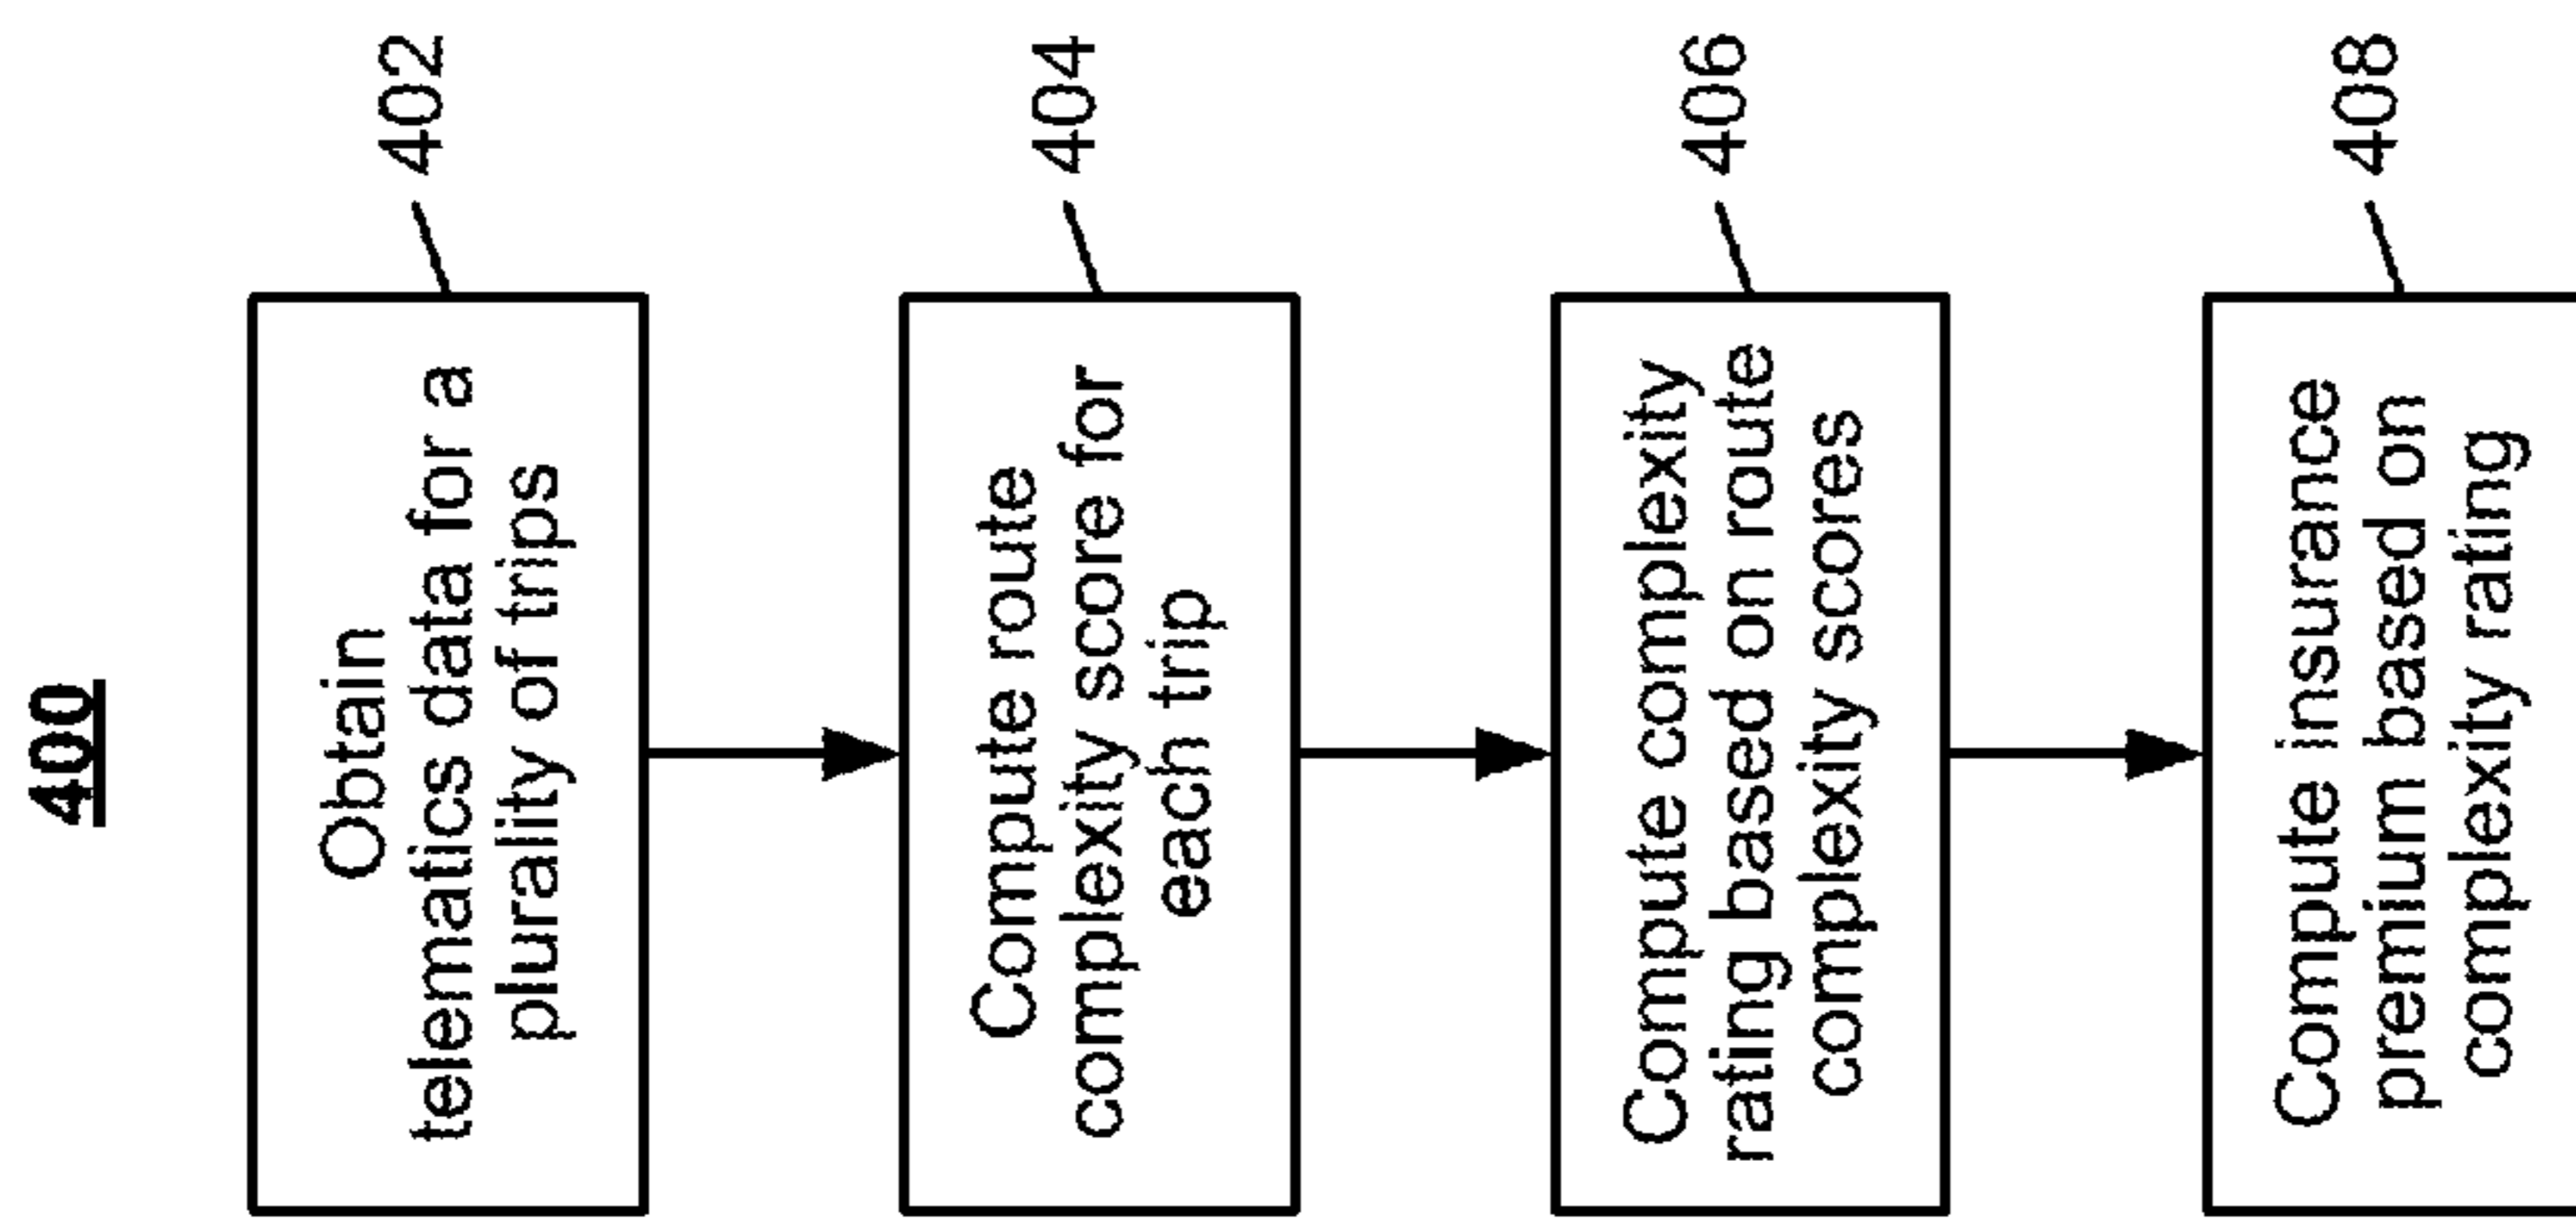 400
Obtain
telematics data for a
plurality of trips
402
Compute route
complexity score for
each trip
404
Compute complexity
rating based on route
complexity scores
406
Compute insurance
premium based on
complexity rating
408